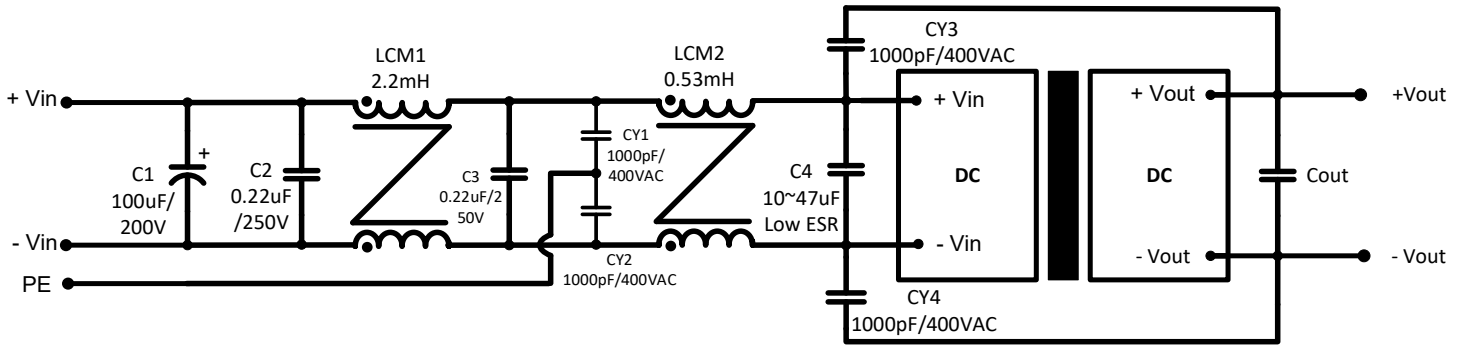 CY3
1000pF/400VAC
LCM1
2.2mH
LCM2
0.53mH
+ Vin
+ Vin
+ Vout
+Vout
+
C1
100uF/
200V
C2
0.22uF
/250V
C3
0.22uF/2
50V
CY1
1000pF/
400VAC
C4
10~47uF
Low ESR
DC
DC
Cout
- Vin
- Vin
- Vout
- Vout
CY2
1000pF/400VAC
PE
CY4
1000pF/400VAC